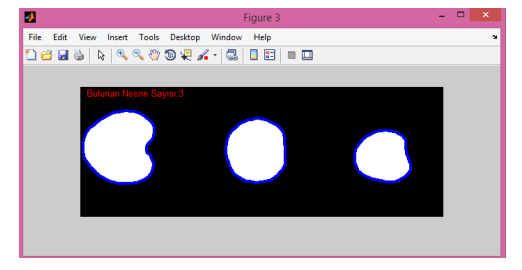 Figure 3
File Edit View Insert Tools Desktop Window Help
Bulunan Nesne Sayisi:3